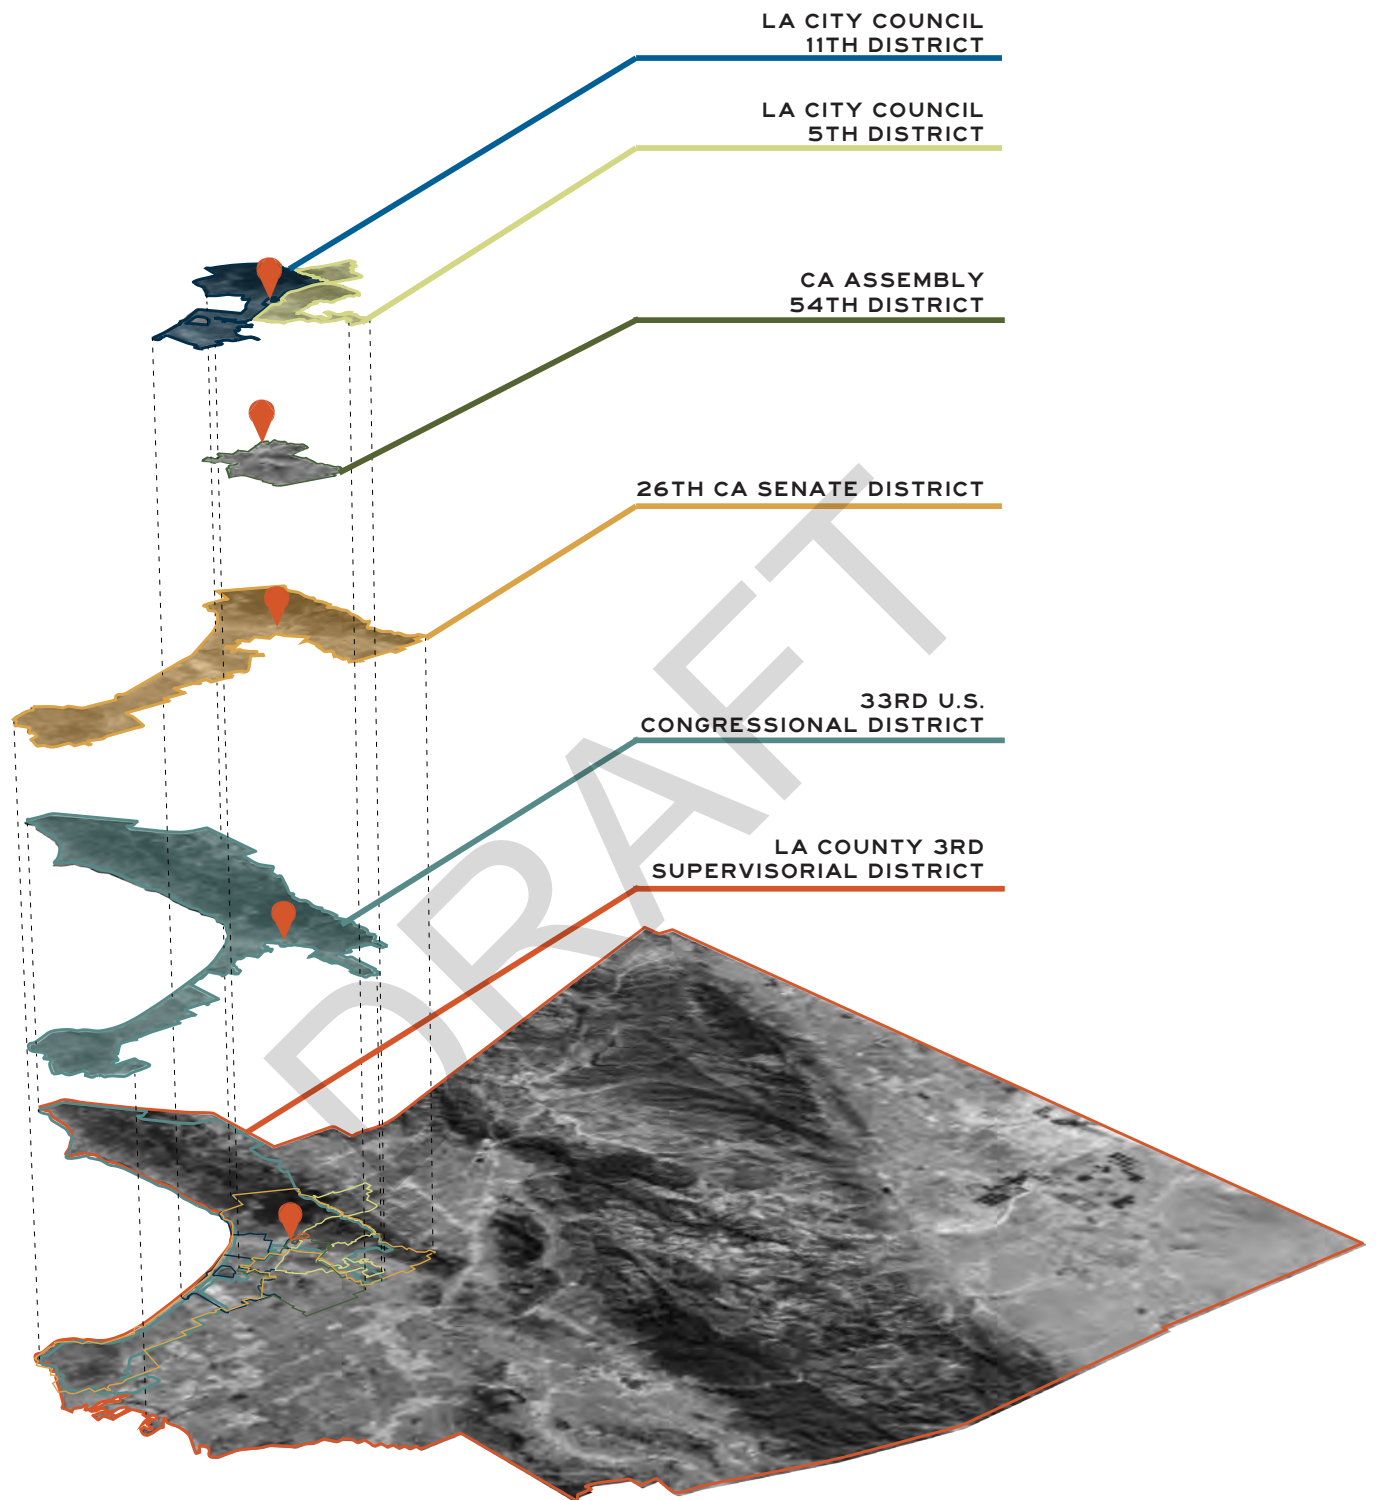 LA CITY COUNCIL
11TH DISTRICT
LA CITY COUNCIL
5TH DISTRICT
CA ASSEMBLY
54TH DISTRICT
26TH CA SENATE DISTRICT
33RD U.S.
CONGRESSIONAL DISTRICT
LA COUNTY 3RD
SUPERVISORIAL DISTRICT
DRAFT